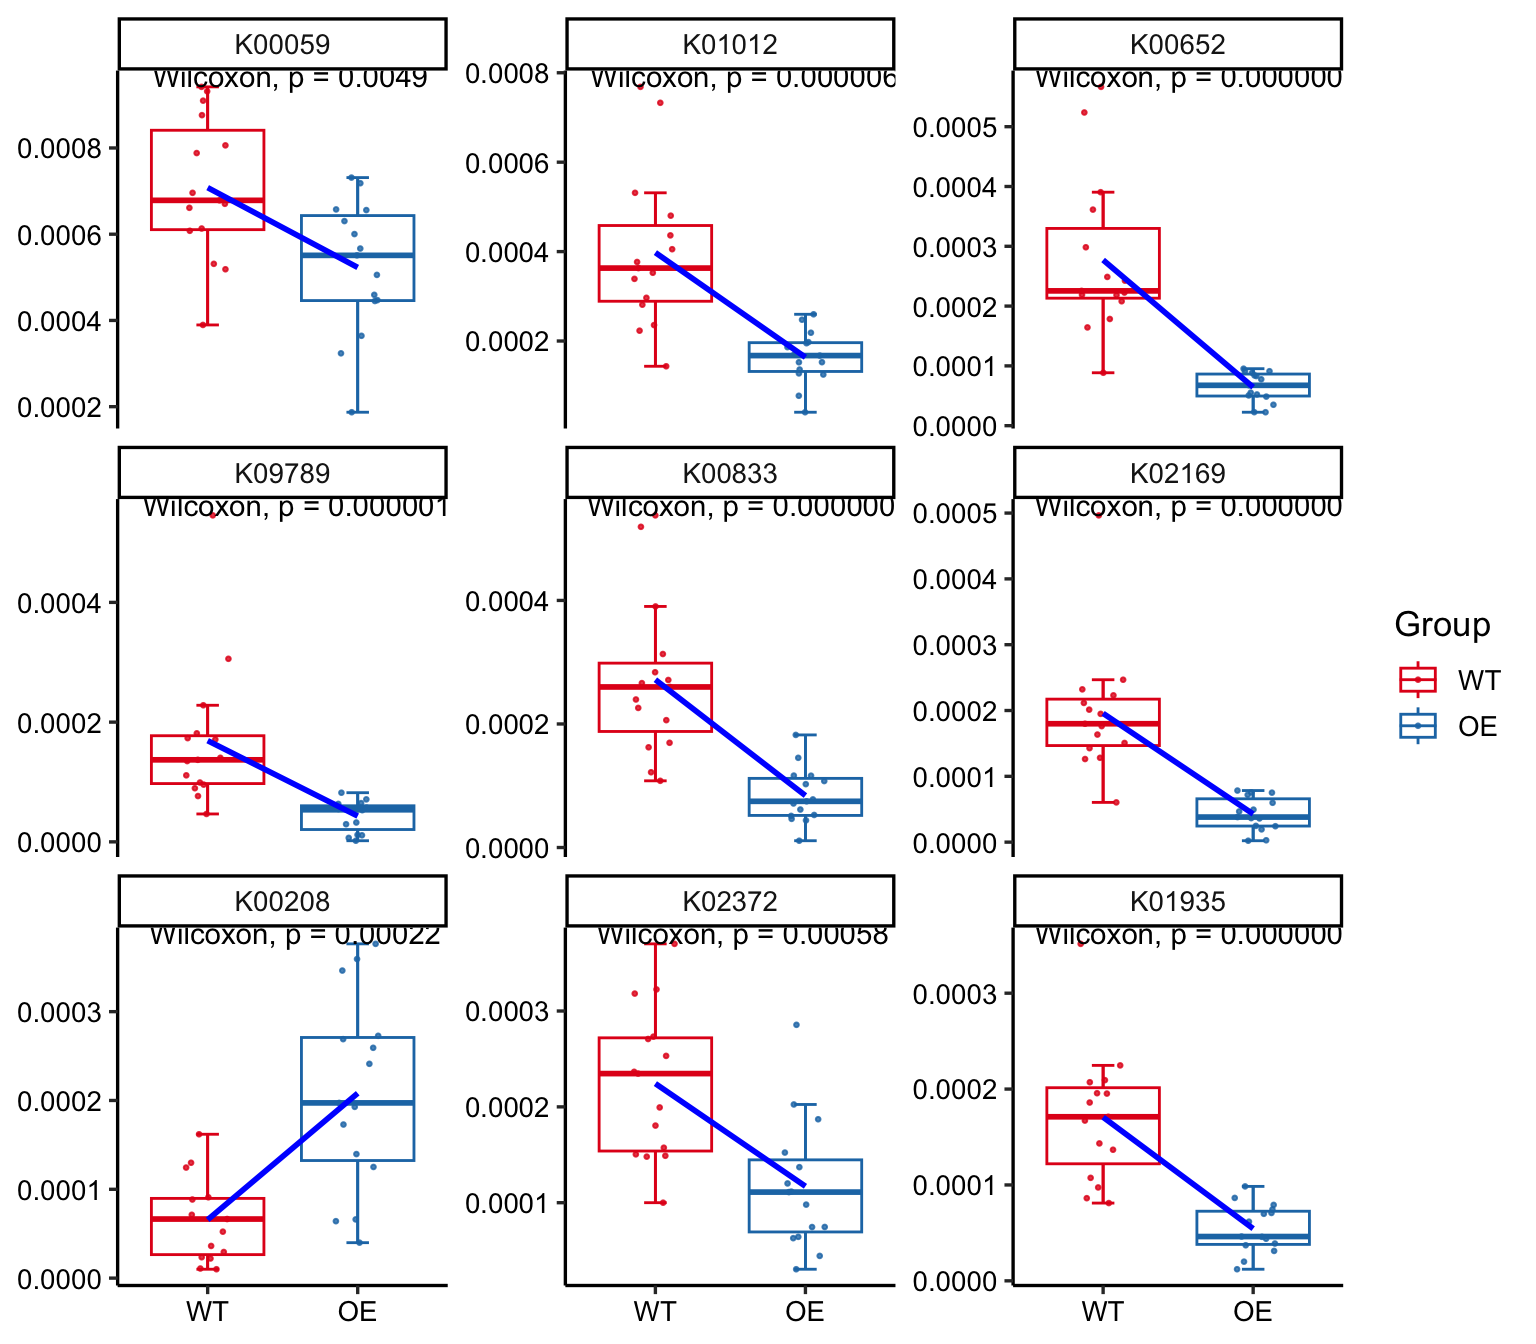 K00059 K01012 K00652
Wilcoxon, p = 0.0049 Wilcoxon, p = 0.000006 Wilcoxon, p = 0.000000
0.0008 0.0008 0.0005
0.0006 0.0006 0.0004
0.0004 0.0004 0.0003
0.0002 0.0002 0.0002
0.0001
0.0000
K09789 K00833 K02169
Wilcoxon, p = 0.000001 Wilcoxon, p = 0.000000 Wilcoxon, p = 0.000000
0.0004 0.0004 0.0005
0.0002 0.0002 0.0004
0.0000 0.0000 0.0003
0.0002
0.0001
0.0000
Group
WT
OE
K00208 K02372 K01935
Wilcoxon, p = 0.00022 Wilcoxon, p = 0.00058 Wilcoxon, p = 0.000000
0.0003 0.0003 0.0003
0.0002 0.0002 0.0002
0.0001 0.0001 0.0001
0.0000 0.0000
WT OE WT OE WT OE